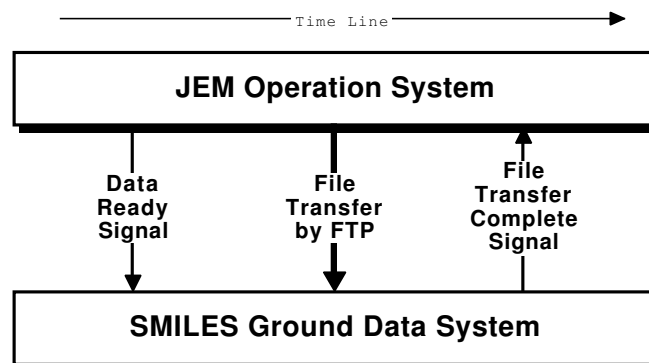 Time Line
JEM Operation System
Data
Ready
Signal
File
Transfer
by FTP
File
Transfer
Complete
Signal
SMILES Ground Data System